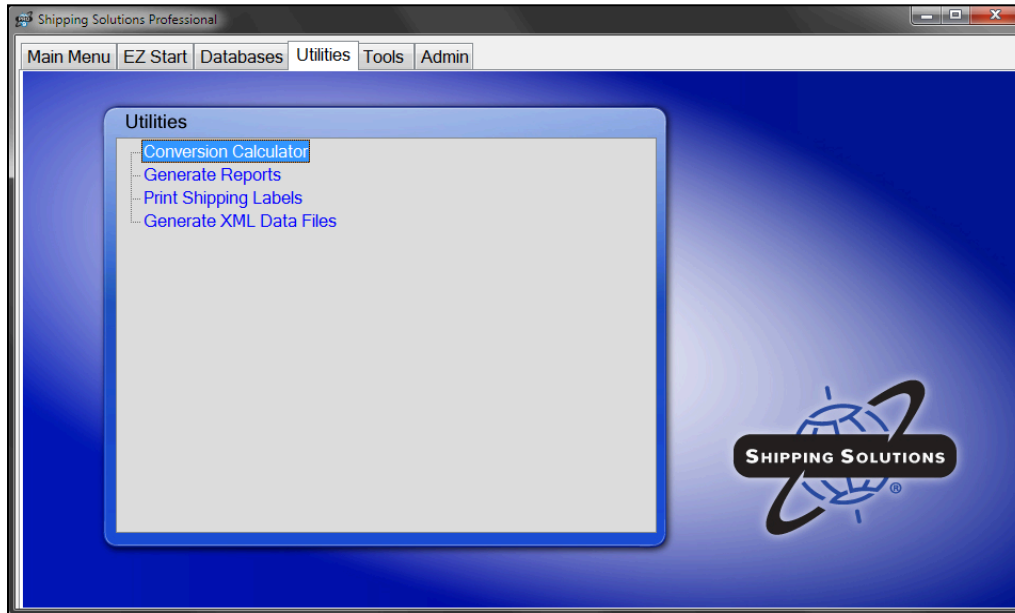 Shipping Solutions Professional
Main Menu EZ Start Databases Utilities Tools Admin
Utilities
Conversion Calculator
Generate Reports
Print Shipping Labels
Generate XML Data Files
SHIPPING SOLUTIONS
®